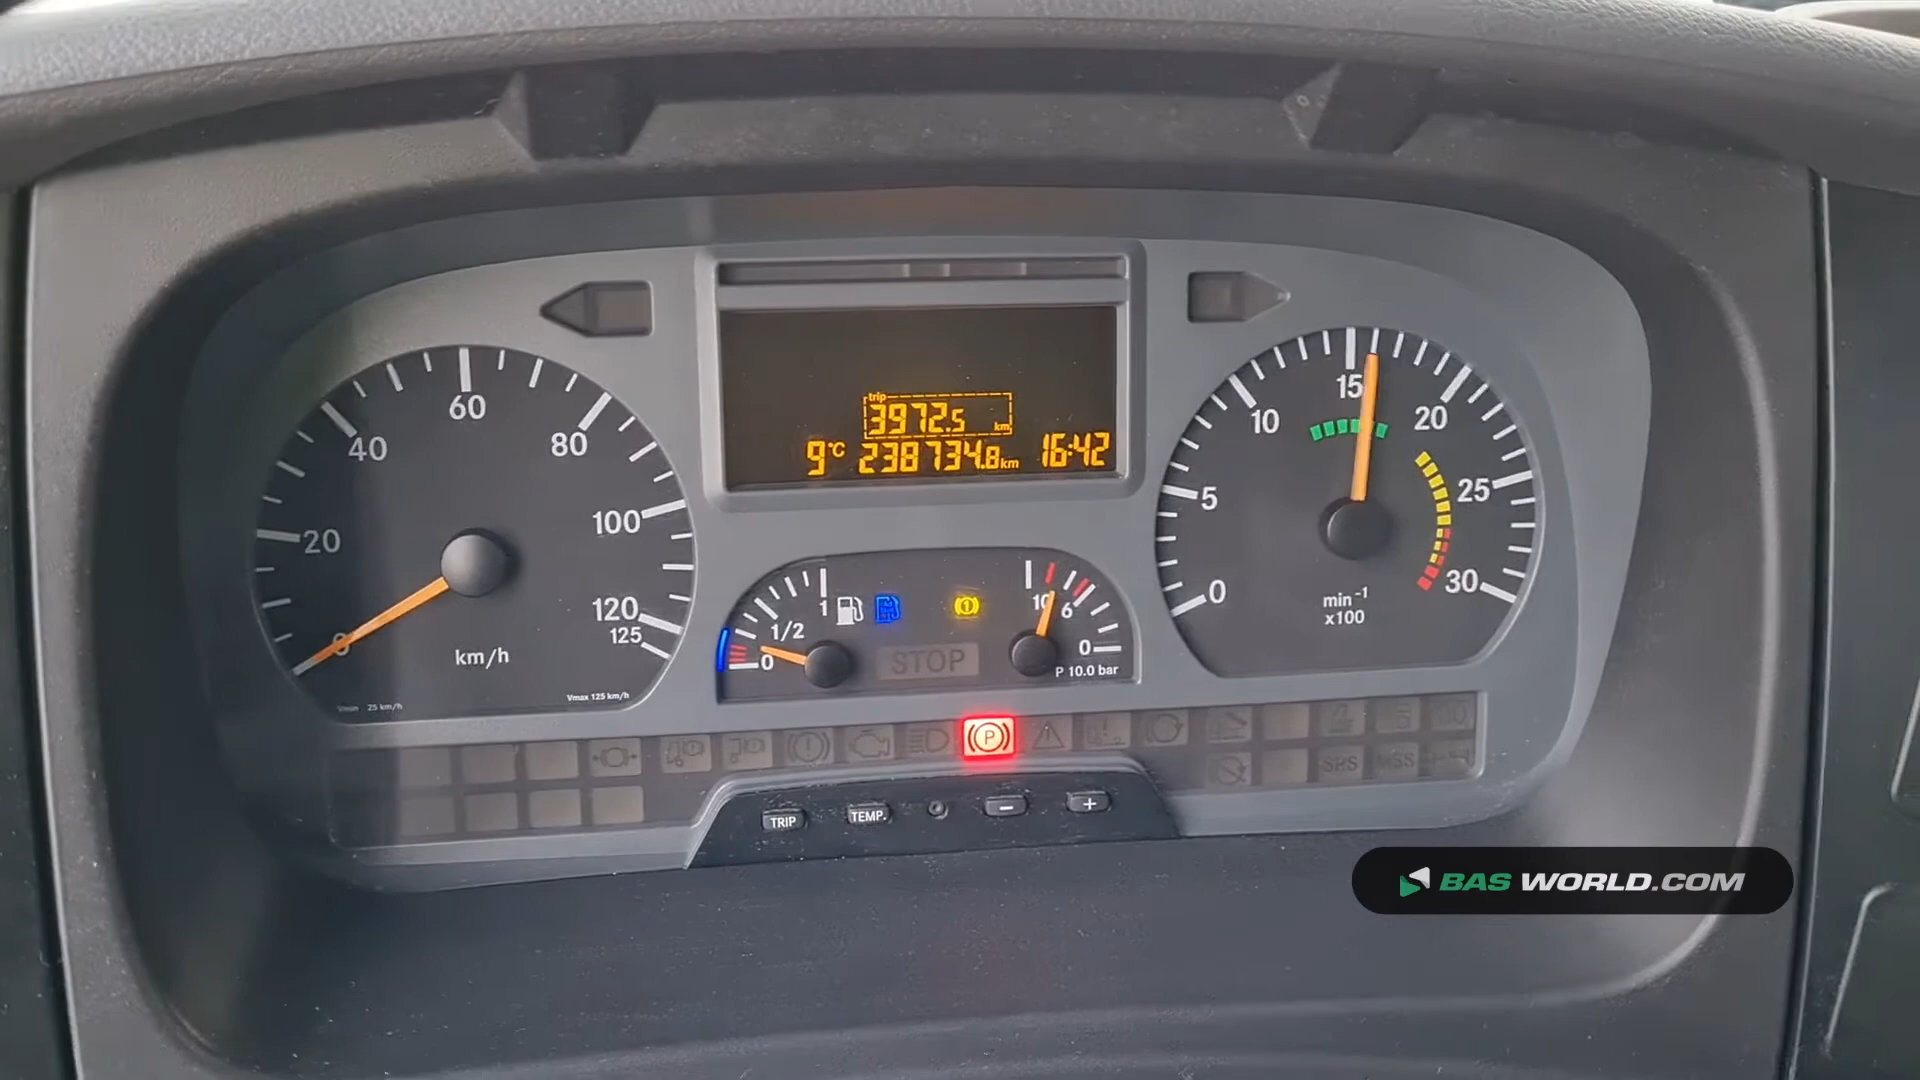 trip
3972.5 km
9°C 238734.8 km 16:42
0 20 40 60 80 100 120 125
km/h
Vmin 25 km/h
Vmax 125 km/h
0 1/2 1
10 6 0
P 10.0 bar
STOP
0 5 10 15 20 25 30
min-1
x100
P
SRS
MSS
TRIP TEMP. − +
BAS WORLD.COM